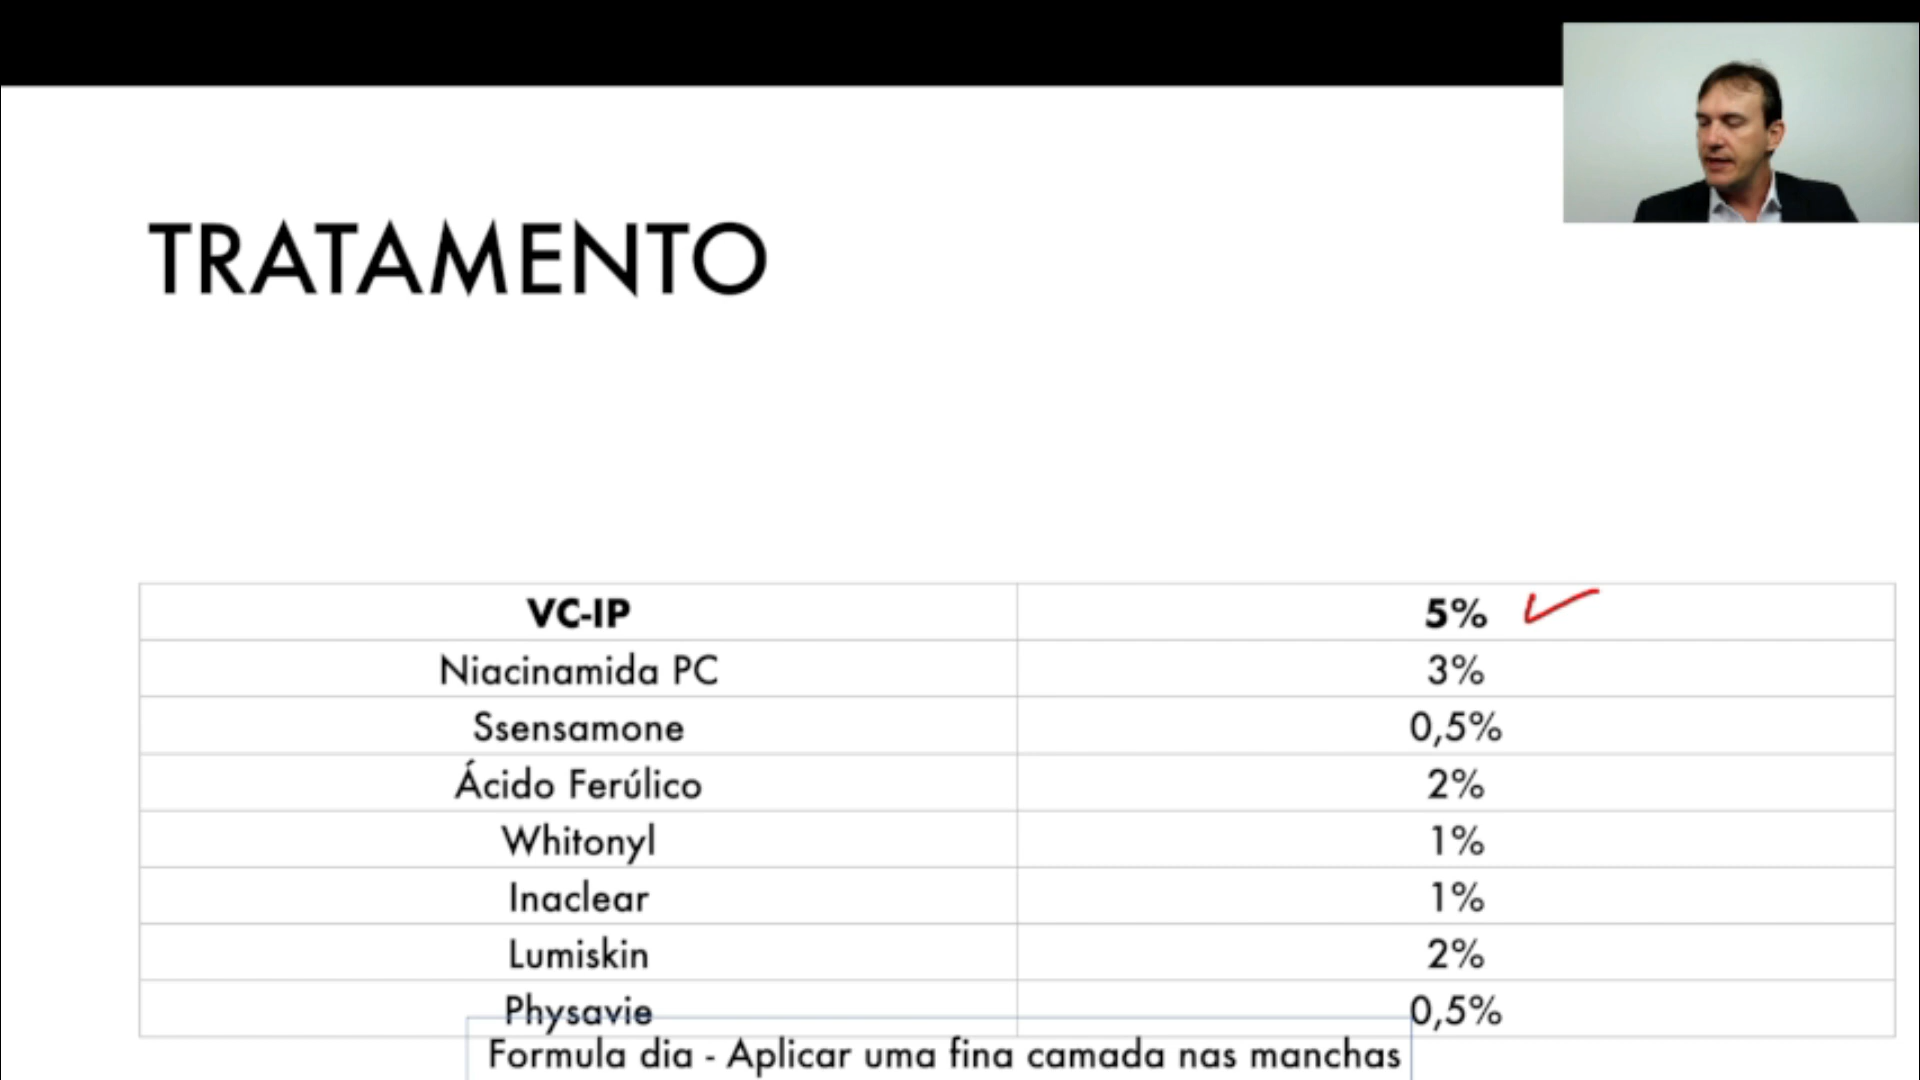 TRATAMENTO
VC-IP 5%
Niacinamida PC 3%
Ssensamone 0,5%
Ácido Ferúlico 2%
Whitonyl 1%
Inaclear 1%
Lumiskin 2%
Physavie 0,5%
Formula dia - Aplicar uma fina camada nas manchas